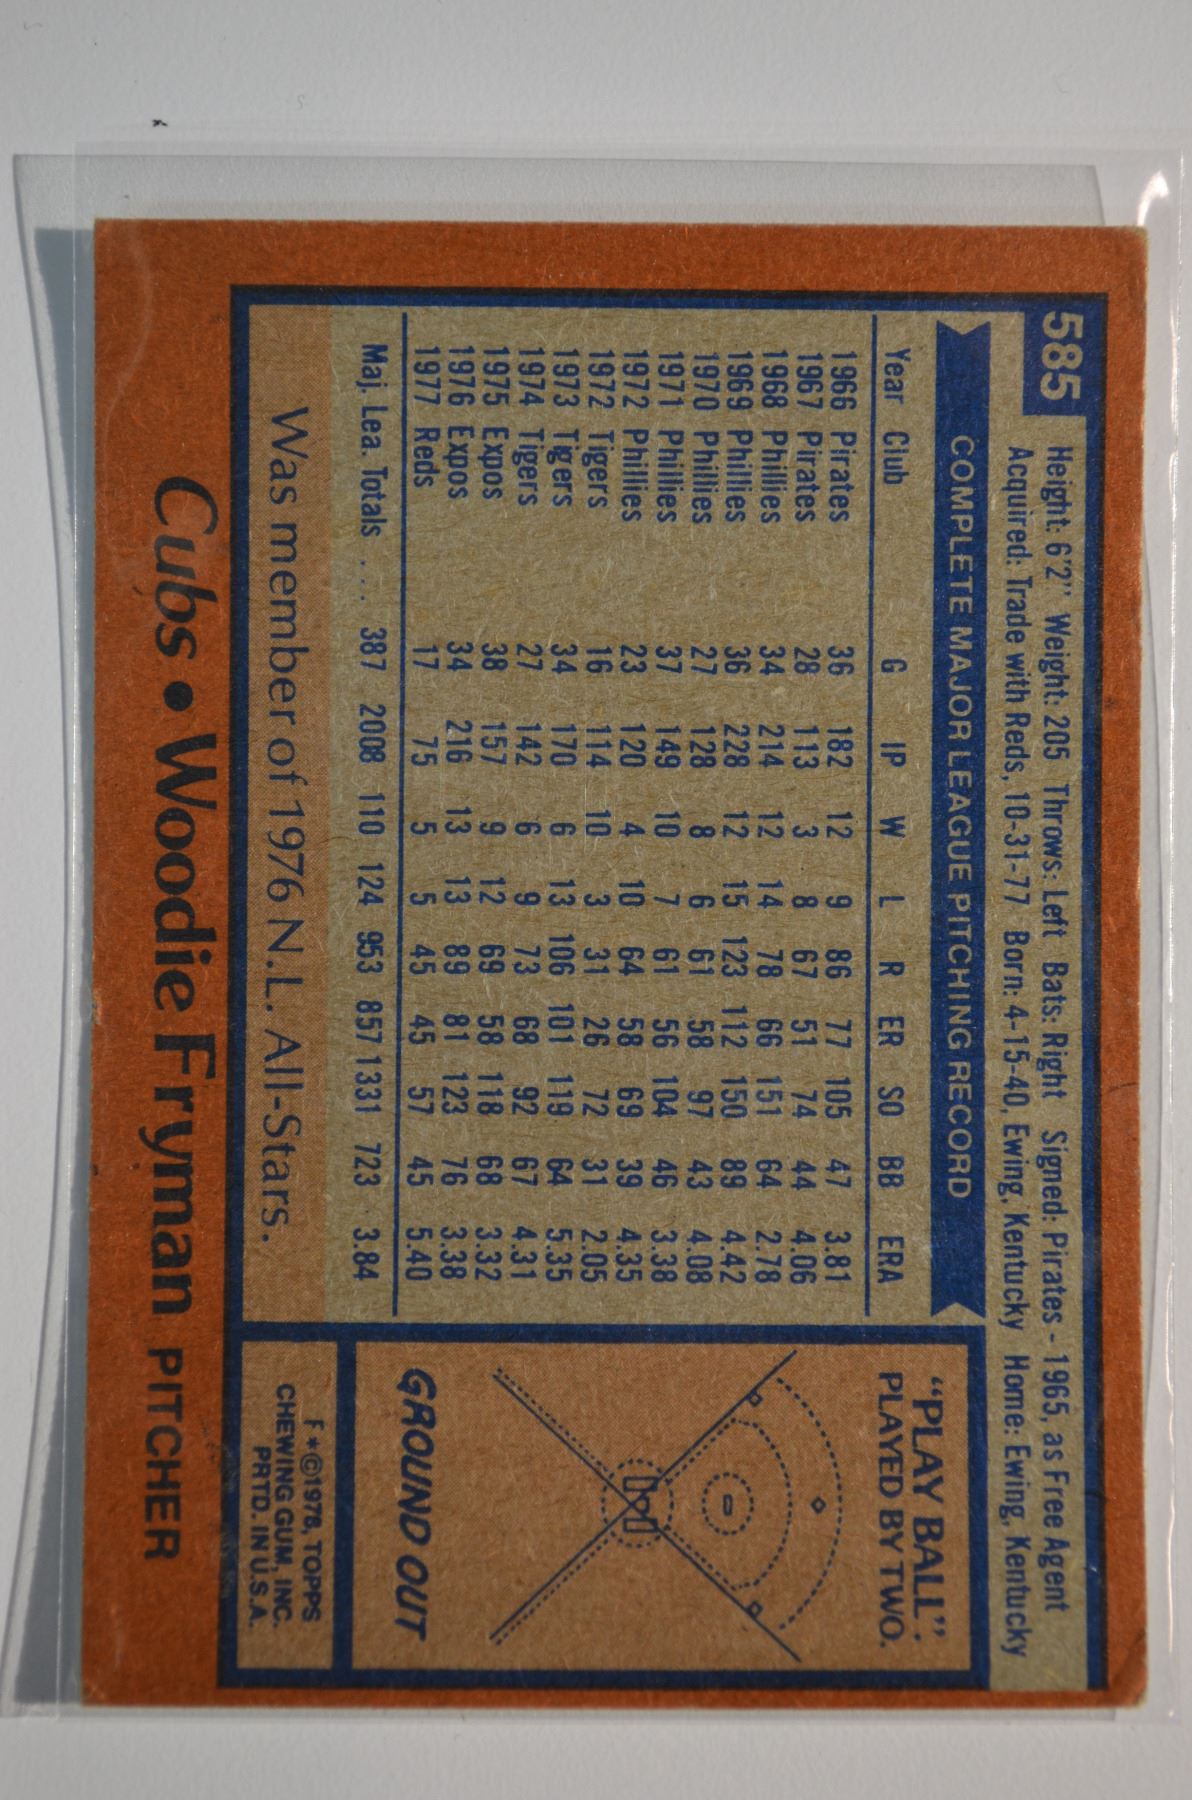 585
Height: 6'2" Weight: 205 Throws: Left Bats: Right Signed: Pirates - 1965, as Free Agent
Acquired: Trade with Reds, 10-31-77 Born: 4-15-40, Ewing, Kentucky Home: Ewing, Kentucky
COMPLETE MAJOR LEAGUE PITCHING RECORD
Year Club G IP W L R ER SO BB ERA
1966 Pirates 36 182 12 9 86 77 105 47 3.81
1967 Pirates 28 113 3 8 67 51 74 44 4.06
1968 Phillies 34 214 12 14 78 66 151 64 2.78
1969 Phillies 36 228 12 15 123 112 150 89 4.42
1970 Phillies 27 128 8 6 61 58 97 43 4.08
1971 Phillies 37 149 10 7 61 56 104 46 3.38
1972 Phillies 23 120 4 10 64 58 69 39 4.35
1972 Tigers 16 114 10 3 31 26 72 31 2.05
1973 Tigers 34 170 6 13 106 101 119 64 5.35
1974 Tigers 27 142 6 9 73 68 92 67 4.31
1975 Expos 38 157 9 12 69 58 118 68 3.32
1976 Expos 34 216 13 13 89 81 123 76 3.38
1977 Reds 17 75 5 5 45 45 57 45 5.40
Maj. Lea. Totals ... 387 2008 110 124 953 857 1331 723 3.84
Was member of 1976 N.L. All-Stars.
"PLAY BALL":
PLAYED BY TWO.
GROUND OUT
F*©1978, TOPPS
CHEWING GUM, INC.
PRTD. IN U.S.A.
Cubs • Woodie Fryman PITCHER